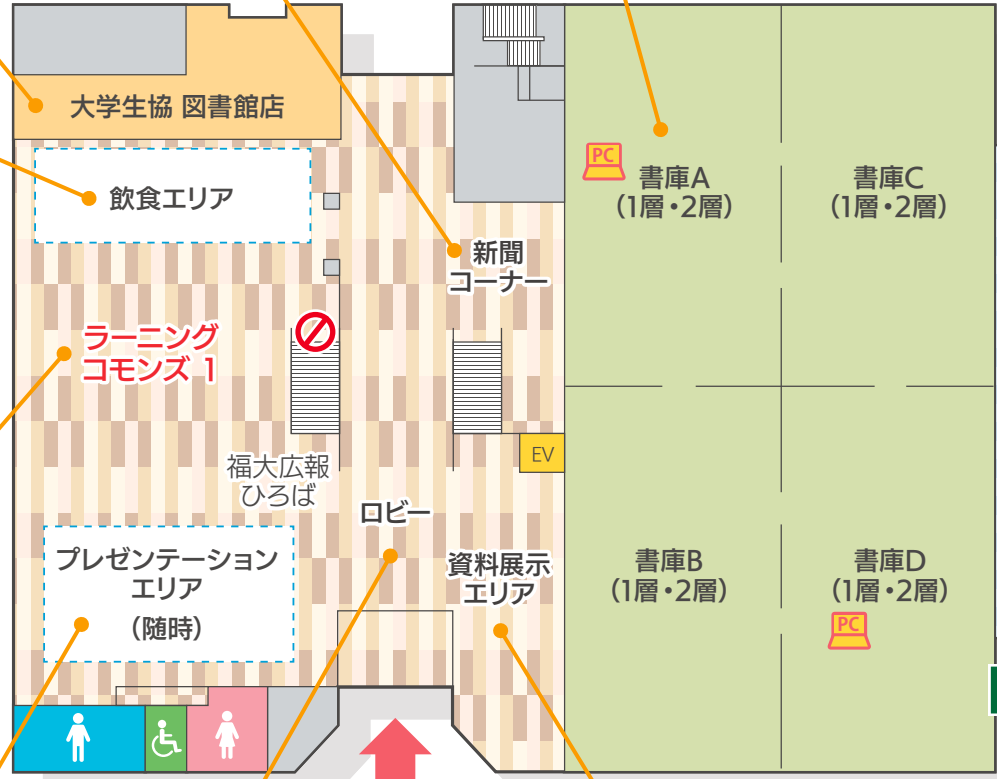 大学生協 図書館店
飲食エリア
ラーニング
コモンズ 1
福大広報
ひろば
プレゼンテーション
エリア
(随時)
新聞
コーナー
EV
ロビー
資料展示
エリア
PC
書庫A
(1層・2層)
書庫C
(1層・2層)
書庫B
(1層・2層)
書庫D
(1層・2層)
PC